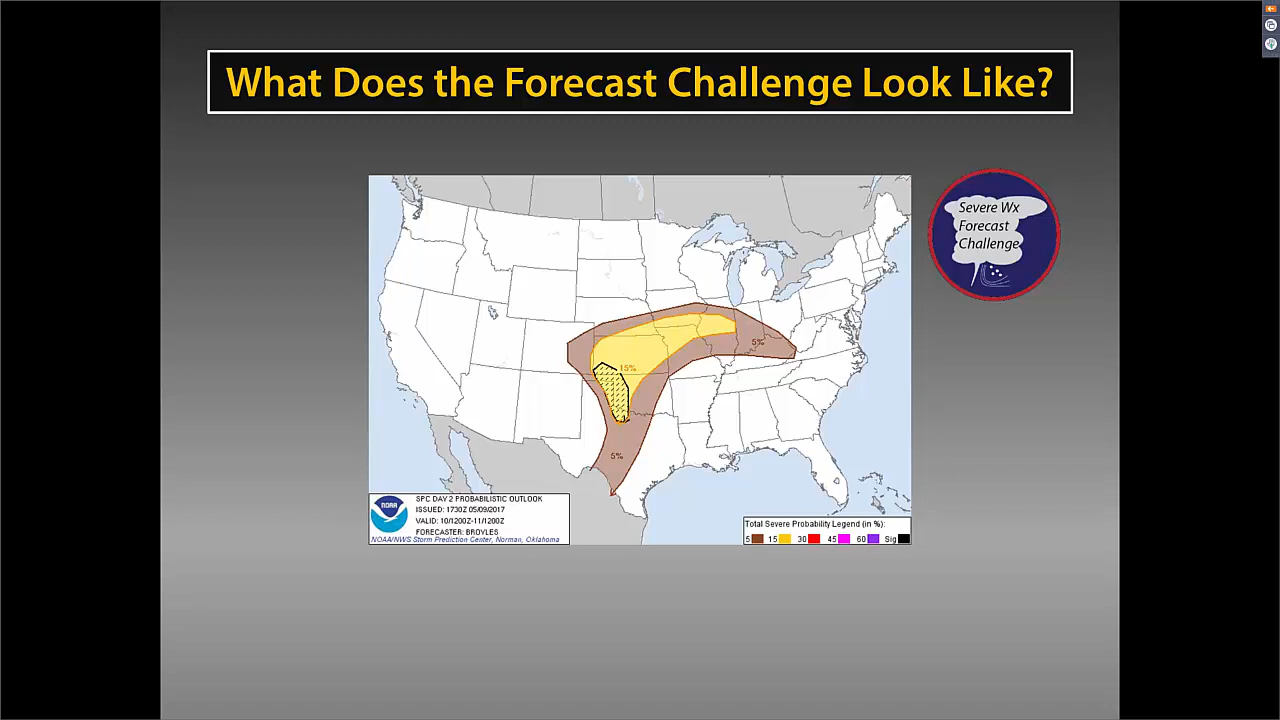 What Does the Forecast Challenge Look Like?
Severe Wx
Forecast
Challenge
15%
5%
5%
NOAA
SPC DAY 2 PROBABILISTIC OUTLOOK
ISSUED: 1730Z 05/09/2017
VALID: 10/1200Z-11/1200Z
FORECASTER: BROYLES
NOAA/NWS Storm Prediction Center, Norman, Oklahoma
Total Severe Probability Legend (in %):
5 15 30 45 60 Sig